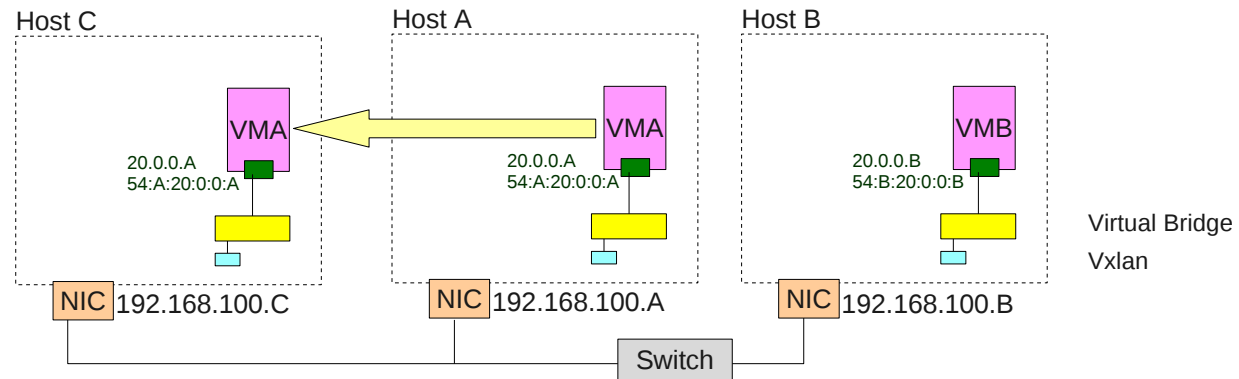 Host C
Host A
Host B
VMA
VMA
VMB
20.0.0.A
54:A:20:0:0:A
20.0.0.A
54:A:20:0:0:A
20.0.0.B
54:B:20:0:0:B
Virtual Bridge
Vxlan
NIC
192.168.100.C
NIC
192.168.100.A
NIC
192.168.100.B
Switch